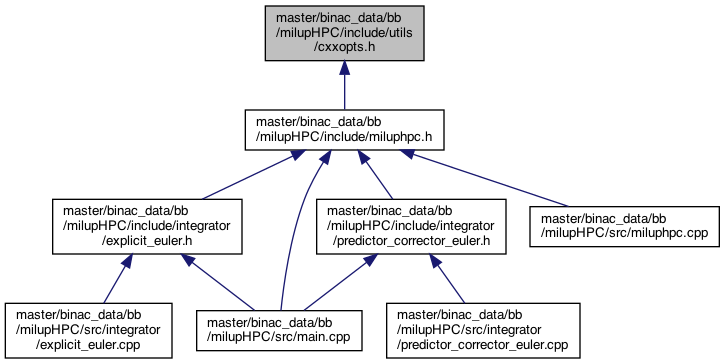 master/binac_data/bb
/milupHPC/include/utils
/cxxopts.h
master/binac_data/bb
/milupHPC/include/miluphpc.h
master/binac_data/bb
/milupHPC/include/integrator
/explicit_euler.h
master/binac_data/bb
/milupHPC/include/integrator
/predictor_corrector_euler.h
master/binac_data/bb
/milupHPC/src/miluphpc.cpp
master/binac_data/bb
/milupHPC/src/integrator
/explicit_euler.cpp
master/binac_data/bb
/milupHPC/src/main.cpp
master/binac_data/bb
/milupHPC/src/integrator
/predictor_corrector_euler.cpp